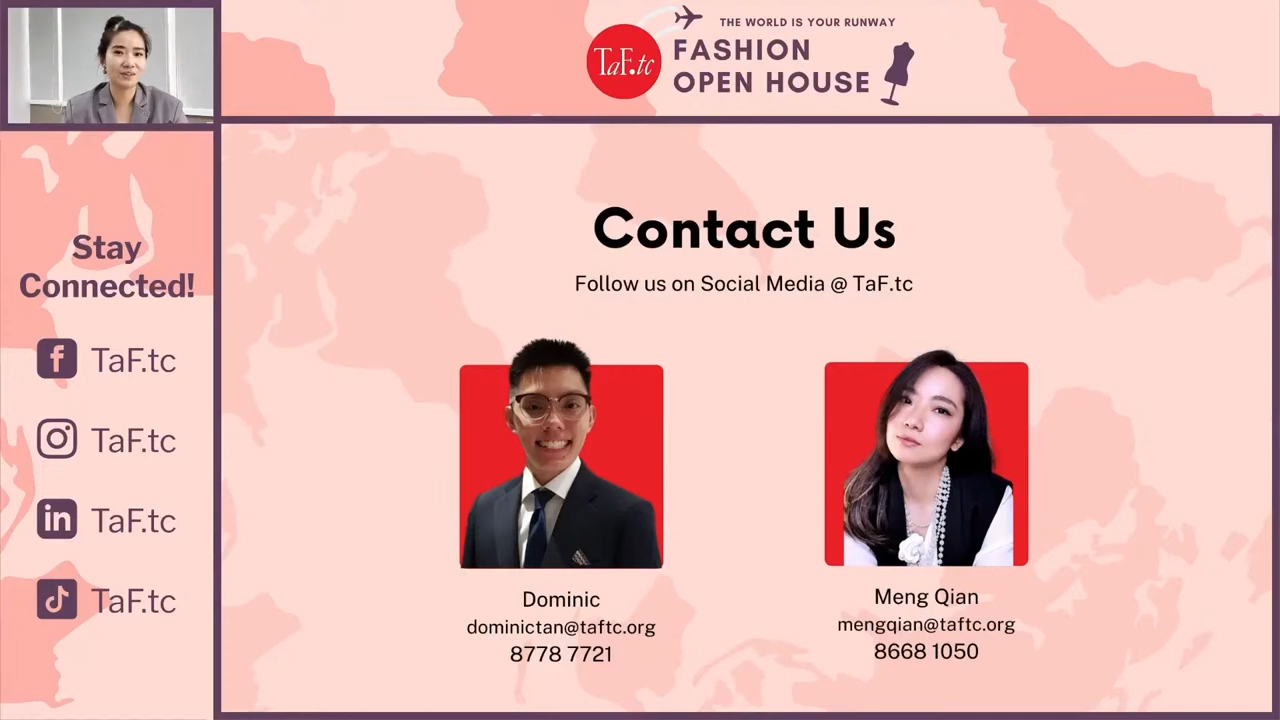 TaF.tc
THE WORLD IS YOUR RUNWAY
FASHION
OPEN HOUSE
Stay
Connected!
f TaF.tc
TaF.tc
in TaF.tc
TaF.tc
Contact Us
Follow us on Social Media @ TaF.tc
Dominic
dominictan@taftc.org
8778 7721
Meng Qian
mengqian@taftc.org
8668 1050